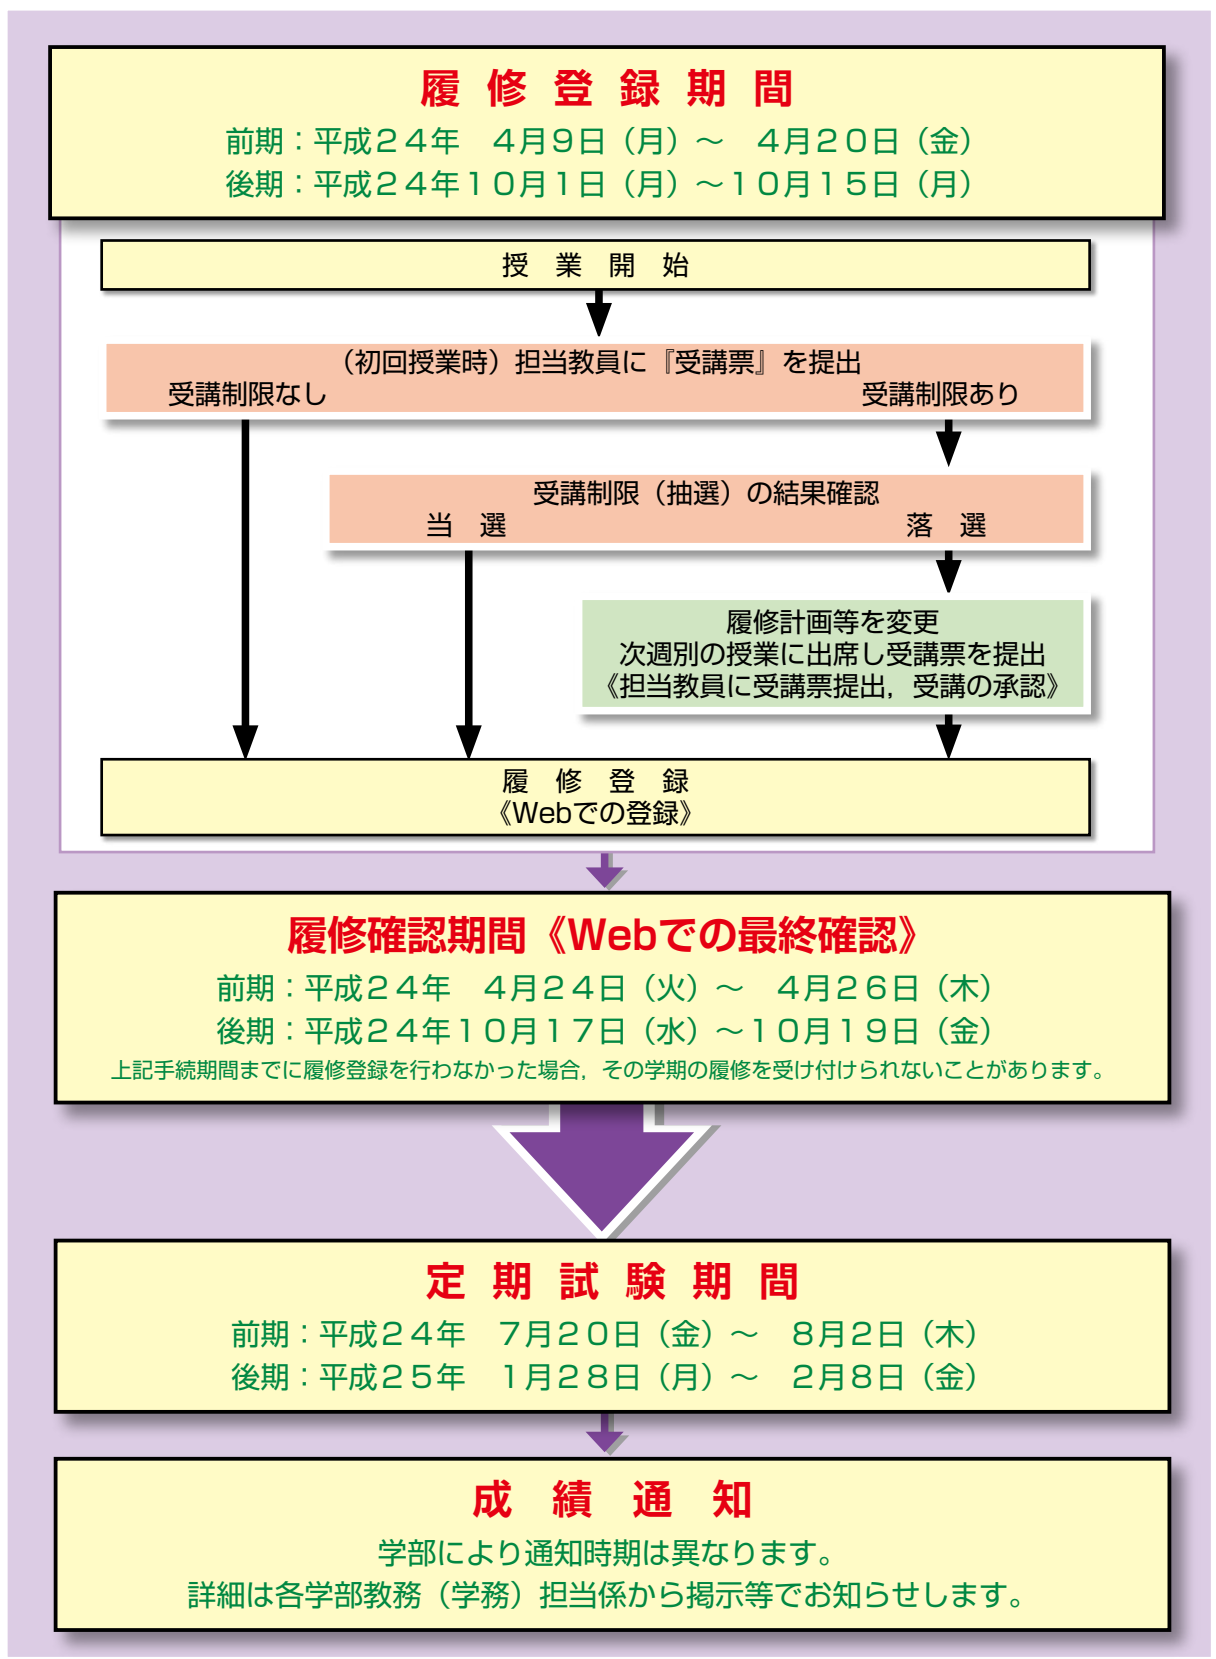 履修登録期間
前期：平成２４年　４月９日（月）～　４月２０日（金）
後期：平成２４年１０月１日（月）～１０月１５日（月）
授　業　開　始
（初回授業時）担当教員に『受講票』を提出
受講制限なし　受講制限あり
受講制限（抽選）の結果確認
当　選　落　選
履修計画等を変更
次週別の授業に出席し受講票を提出
《担当教員に受講票提出，受講の承認》
履　修　登　録
《Webでの登録》
履修確認期間《Webでの最終確認》
前期：平成２４年　４月２４日（火）～　４月２６日（木）
後期：平成２４年１０月１７日（水）～１０月１９日（金）
上記手続期間までに履修登録を行わなかった場合，その学期の履修を受け付けられないことがあります。
定期試験期間
前期：平成２４年　７月２０日（金）～　８月２日（木）
後期：平成２５年　１月２８日（月）～　２月８日（金）
成　績　通　知
学部により通知時期は異なります。
詳細は各学部教務（学務）担当係から掲示等でお知らせします。